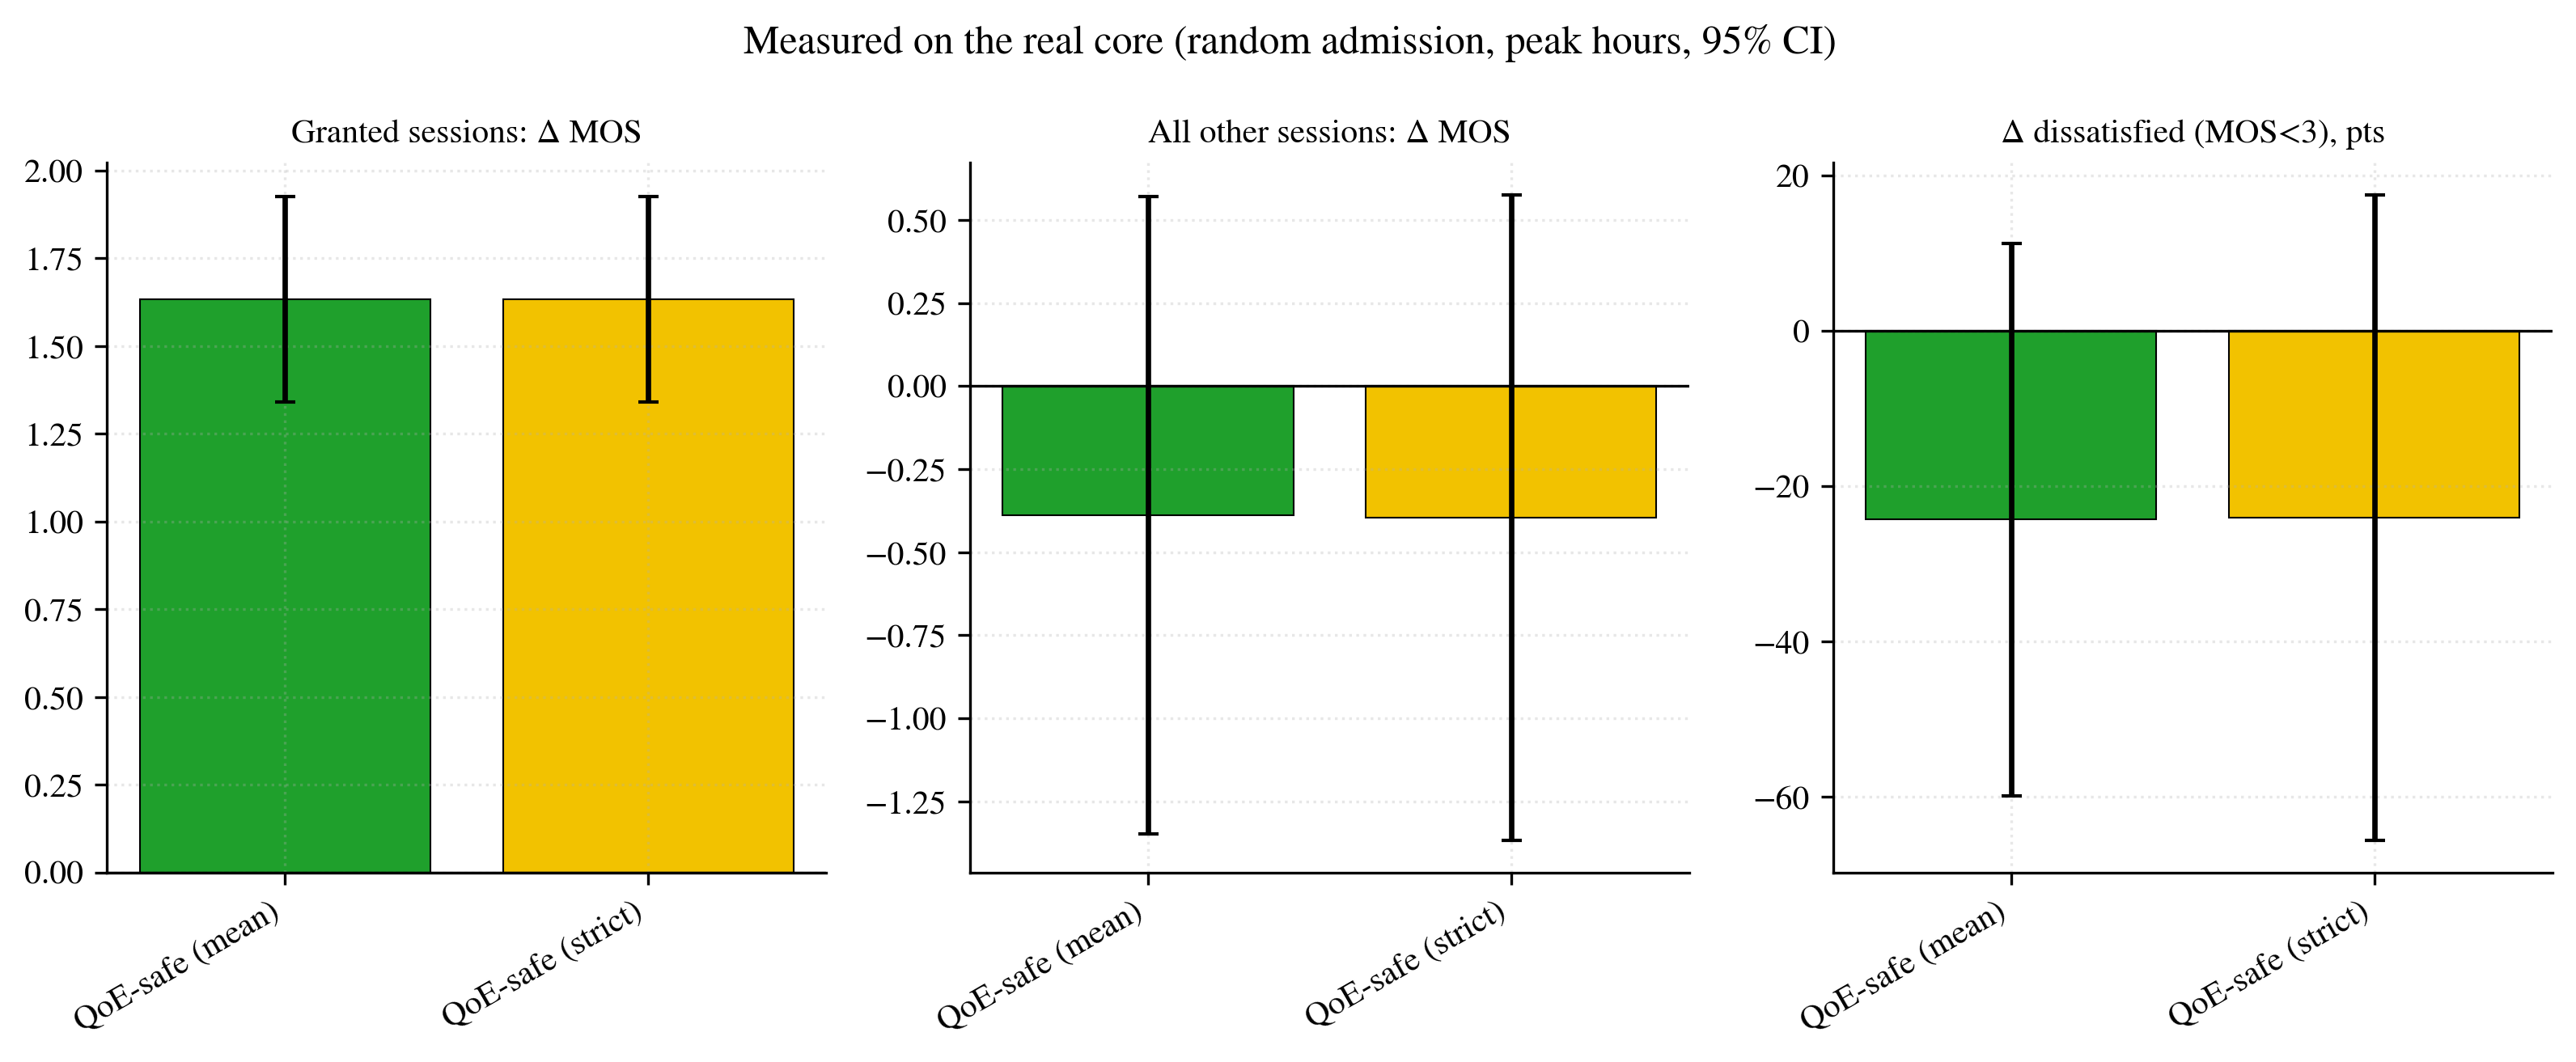 Measured on the real core (random admission, peak hours, 95% CI)
Granted sessions: Δ MOS
2.00
1.75
1.50
1.25
1.00
0.75
0.50
0.25
0.00
QoE-safe (mean)
QoE-safe (strict)
All other sessions: Δ MOS
0.50
0.25
0.00
−0.25
−0.50
−0.75
−1.00
−1.25
QoE-safe (mean)
QoE-safe (strict)
Δ dissatisfied (MOS<3), pts
20
0
−20
−40
−60
QoE-safe (mean)
QoE-safe (strict)